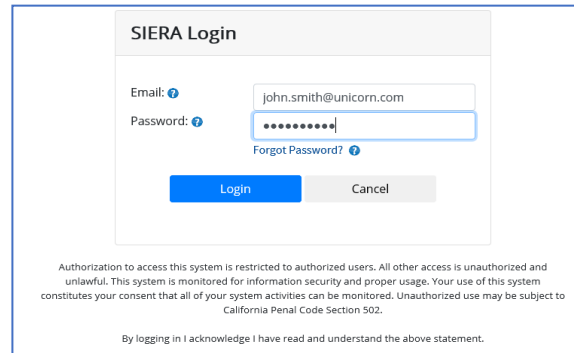 SIERA Login
Email: ?
john.smith@unicorn.com
Password: ?
••••••••••
Forgot Password? ?
Login Cancel
Authorization to access this system is restricted to authorized users. All other access is unauthorized and
unlawful. This system is monitored for information security and proper usage. Your use of this system
constitutes your consent that all of your system activities can be monitored. Unauthorized use may be subject to
California Penal Code Section 502.
By logging in I acknowledge I have read and understand the above statement.